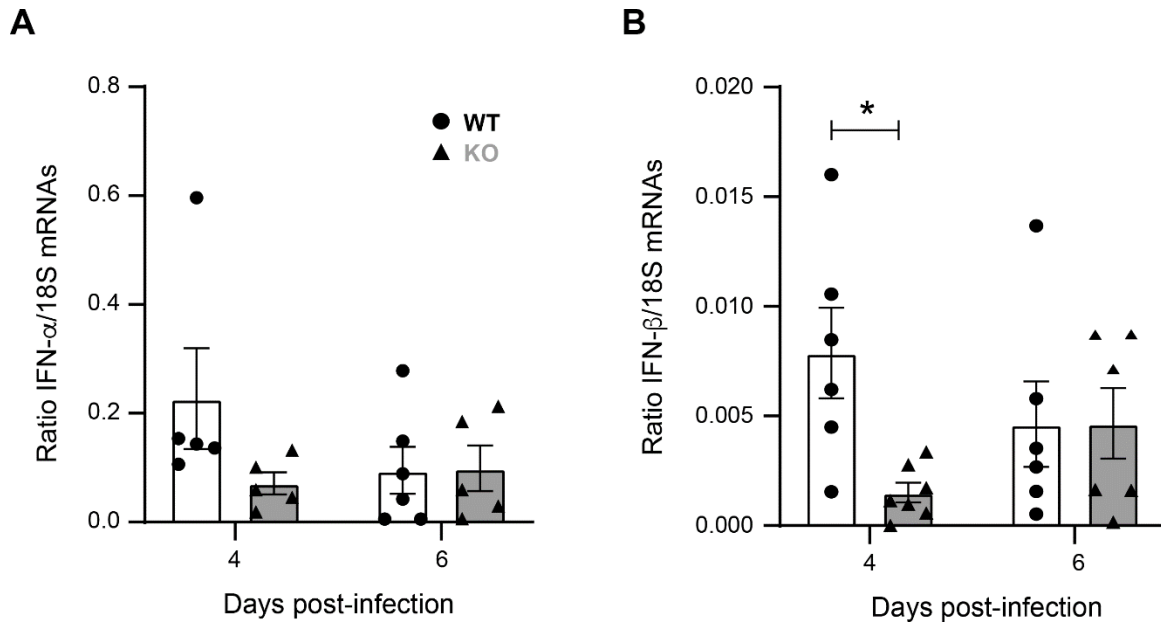 A
Ratio IFN-α/18S mRNAs
0.8
0.6
0.4
0.2
0.0
WT
KO
4
6
Days post-infection
B
Ratio IFN-β/18S mRNAs
0.020
0.015
0.010
0.005
0.000
*
4
6
Days post-infection